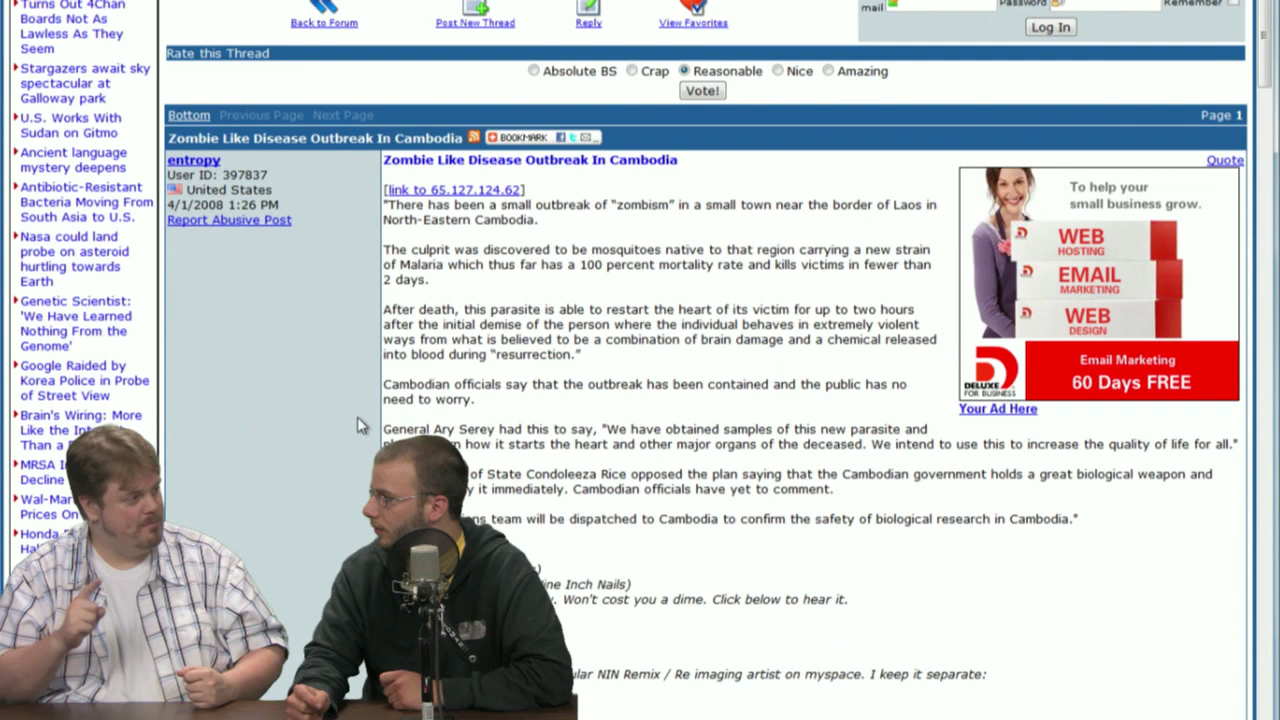 Turns Out 4Chan
Boards Not As
Lawless As They
Seem
Stargazers await sky
spectacular at
Galloway park
U.S. Works With
Sudan on Gitmo
Ancient language
mystery deepens
Antibiotic-Resistant
Bacteria Moving From
South Asia to U.S.
Nasa could land
probe on asteroid
hurtling towards
Earth
Genetic Scientist:
'We Have Learned
Nothing From the
Genome'
Google Raided by
Korea Police in Probe
of Street View
Brain's Wiring: More
Like the
Than a
MRSA
Decline
Prices On
Honda
Back to Forum
Post New Thread
Reply
View Favorites
mail
Password
Remember
Log In
Rate this Thread
Absolute BS Crap Reasonable Nice Amazing
Vote!
Bottom Previous Page Next Page
Page 1
Zombie Like Disease Outbreak In Cambodia BOOKMARK
entropy
User ID: 397837
United States
4/1/2008 1:26 PM
Report Abusive Post
Zombie Like Disease Outbreak In Cambodia
Quote
[link to 65.127.124.62]
"There has been a small outbreak of "zombism" in a small town near the border of Laos in
North-Eastern Cambodia.
The culprit was discovered to be mosquitoes native to that region carrying a new strain
of Malaria which thus far has a 100 percent mortality rate and kills victims in fewer than
2 days.
After death, this parasite is able to restart the heart of its victim for up to two hours
after the initial demise of the person where the individual behaves in extremely violent
ways from what is believed to be a combination of brain damage and a chemical released
into blood during "resurrection."
Cambodian officials say that the outbreak has been contained and the public has no
need to worry.
General Ary Serey had this to say, "We have obtained samples of this new parasite and
how it starts the heart and other major organs of the deceased. We intend to use this to increase the quality of life for all."
of State Condoleeza Rice opposed the plan saying that the Cambodian government holds a great biological weapon and
it immediately. Cambodian officials have yet to comment.
team will be dispatched to Cambodia to confirm the safety of biological research in Cambodia."
Inch Nails)
Won't cost you a dime. Click below to hear it.
NIN Remix / Re imaging artist on myspace. I keep it separate:
To help your
small business grow.
WEB
HOSTING
EMAIL
MARKETING
WEB
DESIGN
DELUXE
FOR BUSINESS
Email Marketing
60 Days FREE
Your Ad Here